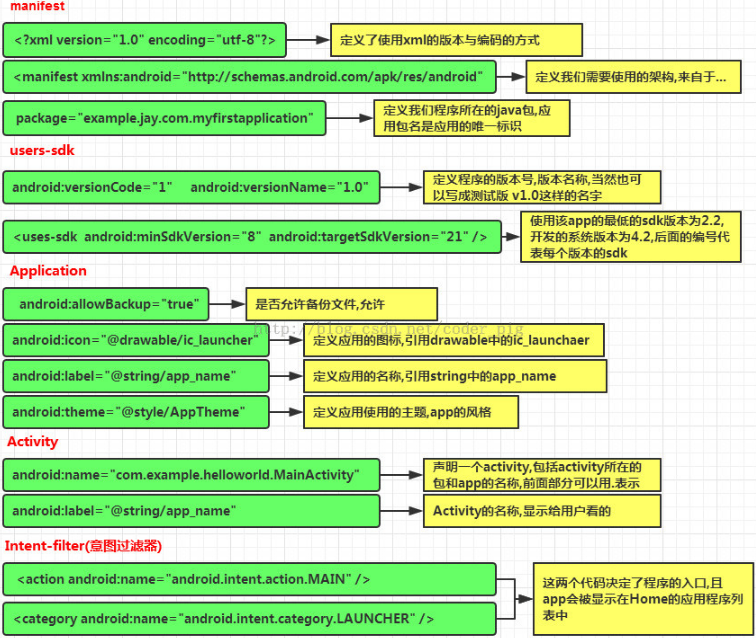 manifest
<?xml version="1.0" encoding="utf-8"?>
定义了使用xml的版本与编码的方式
<manifest xmlns:android="http://schemas.android.com/apk/res/android"
定义我们需要使用的架构,来自于...
package="example.jay.com.myfirstapplication"
定义我们程序所在的java包,应
用包名是应用的唯一标识
users-sdk
android:versionCode="1" android:versionName="1.0"
定义程序的版本号,版本名称,当然也可
以写成测试版 v1.0这样的名字
<uses-sdk android:minSdkVersion="8" android:targetSdkVersion="21" />
使用该app的最低的sdk版本为2.2,
开发的系统版本为4.2,后面的编号代
表每个版本的sdk
Application
android:allowBackup="true"
是否允许备份文件,允许
http://blog.csdn.net/coder_pig
android:icon="@drawable/ic_launcher"
定义应用的图标,引用drawable中的ic_launchaer
android:label="@string/app_name"
定义应用的名称,引用string中的app_name
android:theme="@style/AppTheme"
定义应用使用的主题,app的风格
Activity
android:name="com.example.helloworld.MainActivity"
声明一个activity,包括activity所在的
包和app的名称,前面部分可以用.表示
android:label="@string/app_name"
Activity的名称,显示给用户看的
Intent-filter(意图过滤器)
<action android:name="android.intent.action.MAIN" />
<category android:name="android.intent.category.LAUNCHER" />
这两个代码决定了程序的入口,且
app会被显示在Home的应用程序列
表中